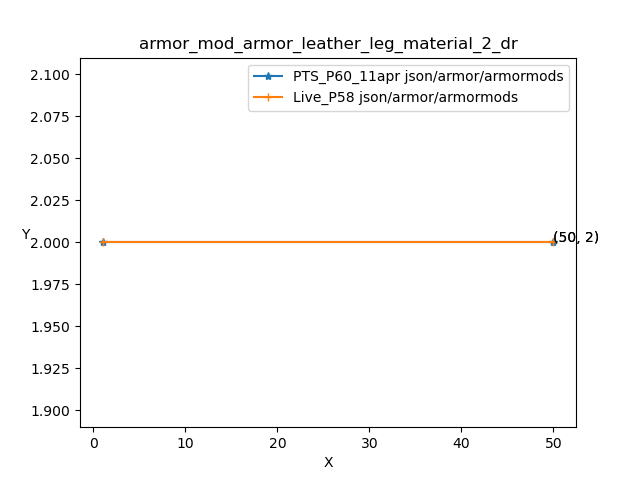 armor_mod_armor_leather_leg_material_2_dr
PTS_P60_11apr json/armor/armormods
Live_P58 json/armor/armormods
2.100
2.075
2.050
2.025
2.000
1.975
1.950
1.925
1.900
Y
(50, 2)
0 10 20 30 40 50
X